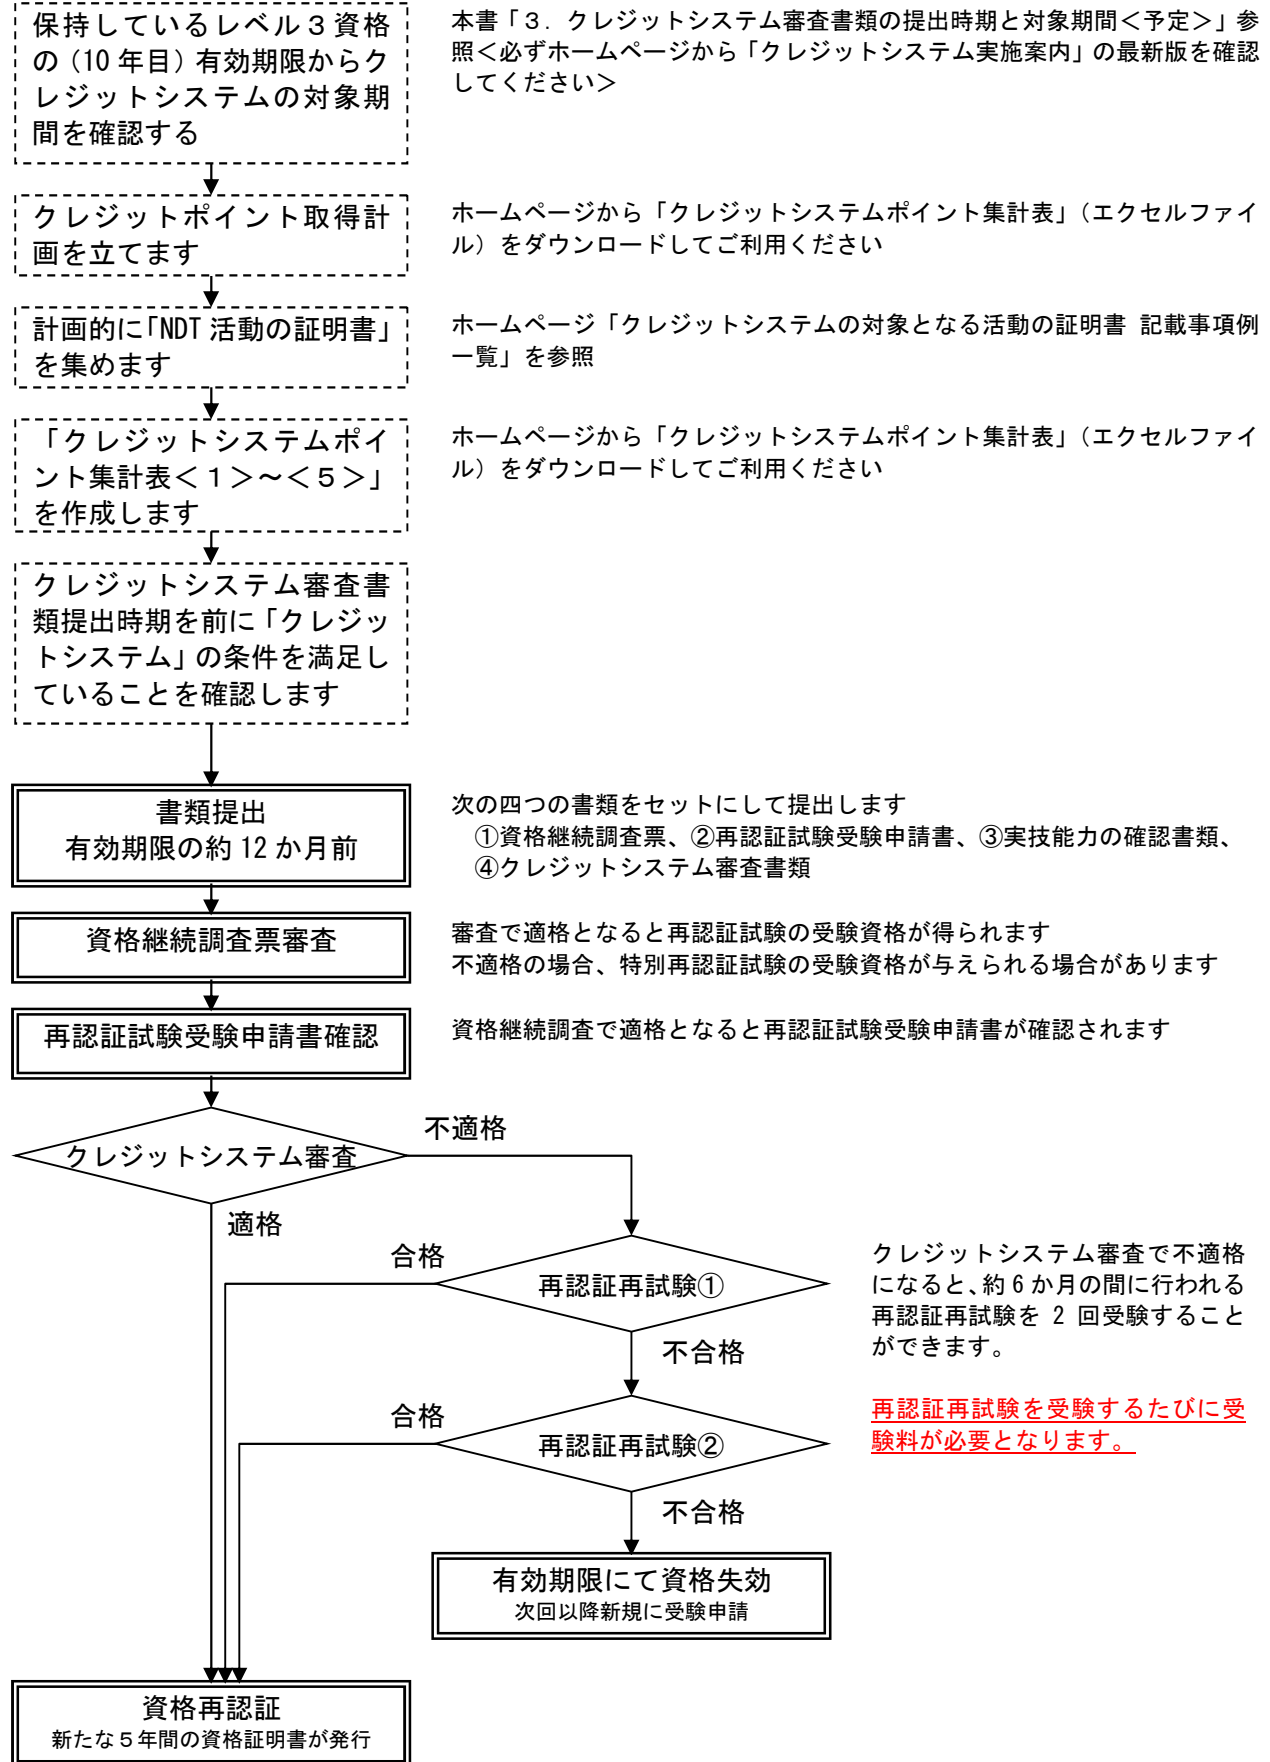 保持しているレベル３資格
の（10 年目）有効期限からク
レジットシステムの対象期
間を確認する
本書「３．クレジットシステム審査書類の提出時期と対象期間＜予定＞」参
照＜必ずホームページから「クレジットシステム実施案内」の最新版を確認
してください＞
クレジットポイント取得計
画を立てます
ホームページから「クレジットシステムポイント集計表」（エクセルファイ
ル）をダウンロードしてご利用ください
計画的に「NDT 活動の証明書」
を集めます
ホームページ「クレジットシステムの対象となる活動の証明書 記載事項例
一覧」を参照
「クレジットシステムポイ
ント集計表＜１＞～＜５＞」
を作成します
ホームページから「クレジットシステムポイント集計表」（エクセルファイ
ル）をダウンロードしてご利用ください
クレジットシステム審査書
類提出時期を前に「クレジッ
トシステム」の条件を満足し
ていることを確認します
書類提出
有効期限の約 12 か月前
次の四つの書類をセットにして提出します
①資格継続調査票、②再認証試験受験申請書、③実技能力の確認書類、
④クレジットシステム審査書類
資格継続調査票審査
審査で適格となると再認証試験の受験資格が得られます
不適格の場合、特別再認証試験の受験資格が与えられる場合があります
再認証試験受験申請書確認
資格継続調査で適格となると再認証試験受験申請書が確認されます
クレジットシステム審査
不適格
適格
合格
再認証再試験①
クレジットシステム審査で不適格
になると、約 6 か月の間に行われる
再認証再試験を 2 回受験すること
ができます。
不合格
合格
再認証再試験②
再認証再試験を受験するたびに受
験料が必要となります。
不合格
有効期限にて資格失効
次回以降新規に受験申請
資格再認証
新たな５年間の資格証明書が発行